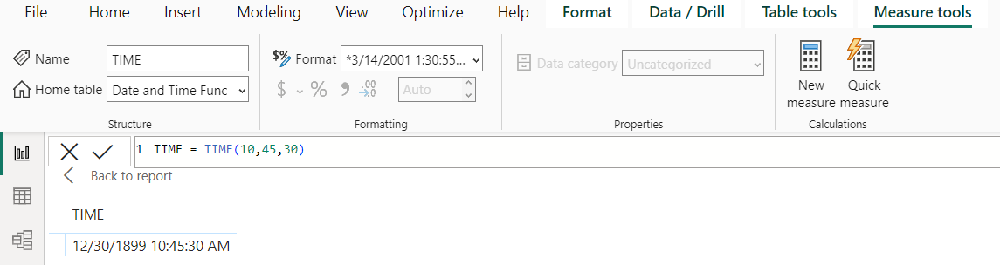 File Home Insert Modeling View Optimize Help Format Data / Drill Table tools Measure tools
Name TIME $% Format *3/14/2001 1:30:55... Data category Uncategorized
Home table Date and Time Func $ % 9 .00 →.0 Auto
New measure
Quick measure
Structure Formatting Properties Calculations
1 TIME = TIME(10,45,30)
Back to report
TIME
12/30/1899 10:45:30 AM